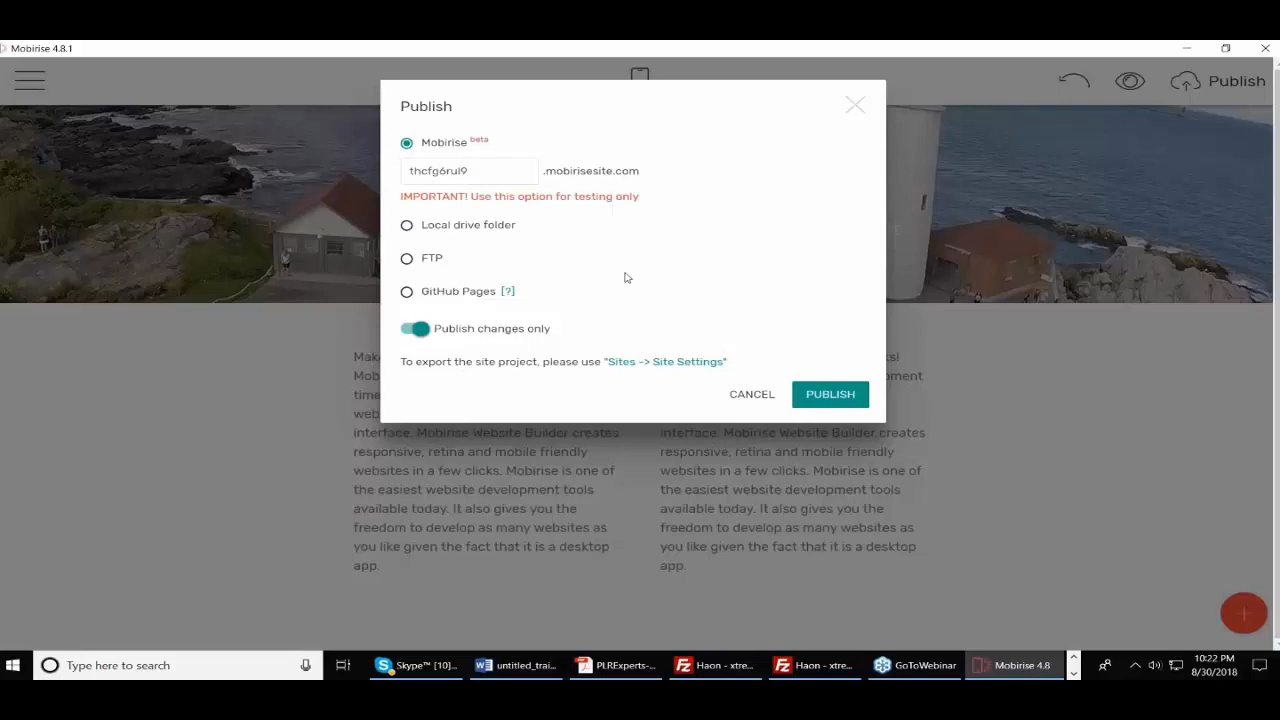 Mobirise 4.8.1
Publish
Publish
Mobirise beta
thcfg6rul9 .mobirisesite.com
IMPORTANT! Use this option for testing only
Local drive folder
FTP
GitHub Pages [?]
Publish changes only
To export the site project, please use "Sites -> Site Settings"
CANCEL PUBLISH
interface. Mobirise Website Builder creates
responsive, retina and mobile friendly
websites in a few clicks. Mobirise is one of
the easiest website development tools
available today. It also gives you the
freedom to develop as many websites as
you like given the fact that it is a desktop
app.
interface. Mobirise Website Builder creates
responsive, retina and mobile friendly
websites in a few clicks. Mobirise is one of
the easiest website development tools
available today. It also gives you the
freedom to develop as many websites as
you like given the fact that it is a desktop
app.
Type here to search
Skype™ [10]...
untitled_trai...
PLRExperts-...
Haon - xtre...
Haon - xtre...
GoToWebinar
Mobirise 4.8
10:22 PM
8/30/2018